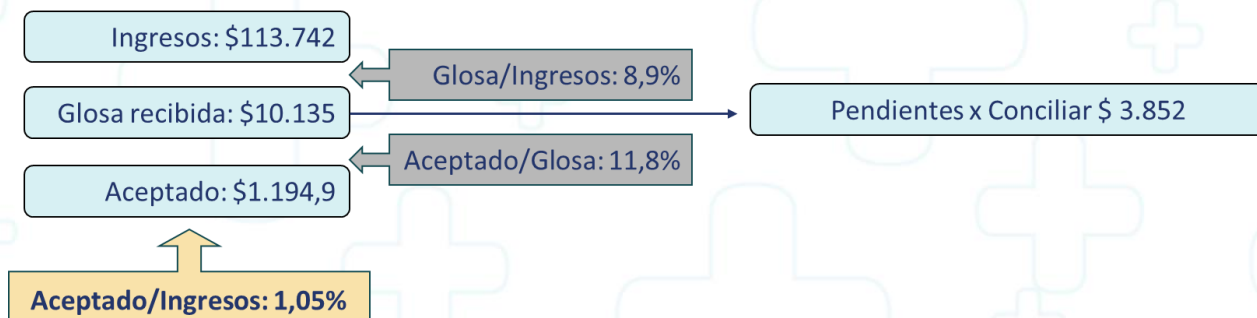 Ingresos: $113.742
Glosa/Ingresos: 8,9%
Glosa recibida: $10.135
Pendientes x Conciliar $ 3.852
Aceptado/Glosa: 11,8%
Aceptado: $1.194,9
Aceptado/Ingresos: 1,05%